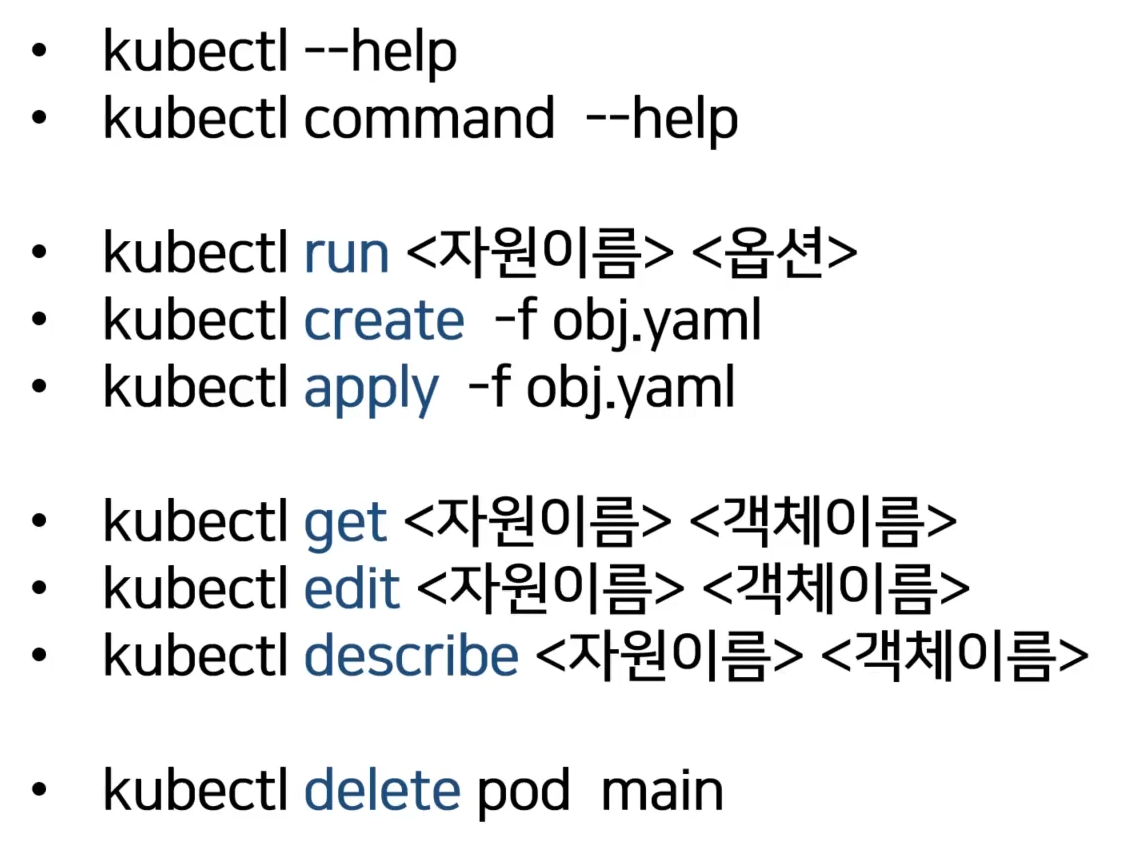 • kubectl --help
• kubectl command --help
• kubectl run <자원이름> <옵션>
• kubectl create -f obj.yaml
• kubectl apply -f obj.yaml
• kubectl get <자원이름> <객체이름>
• kubectl edit <자원이름> <객체이름>
• kubectl describe <자원이름> <객체이름>
• kubectl delete pod main